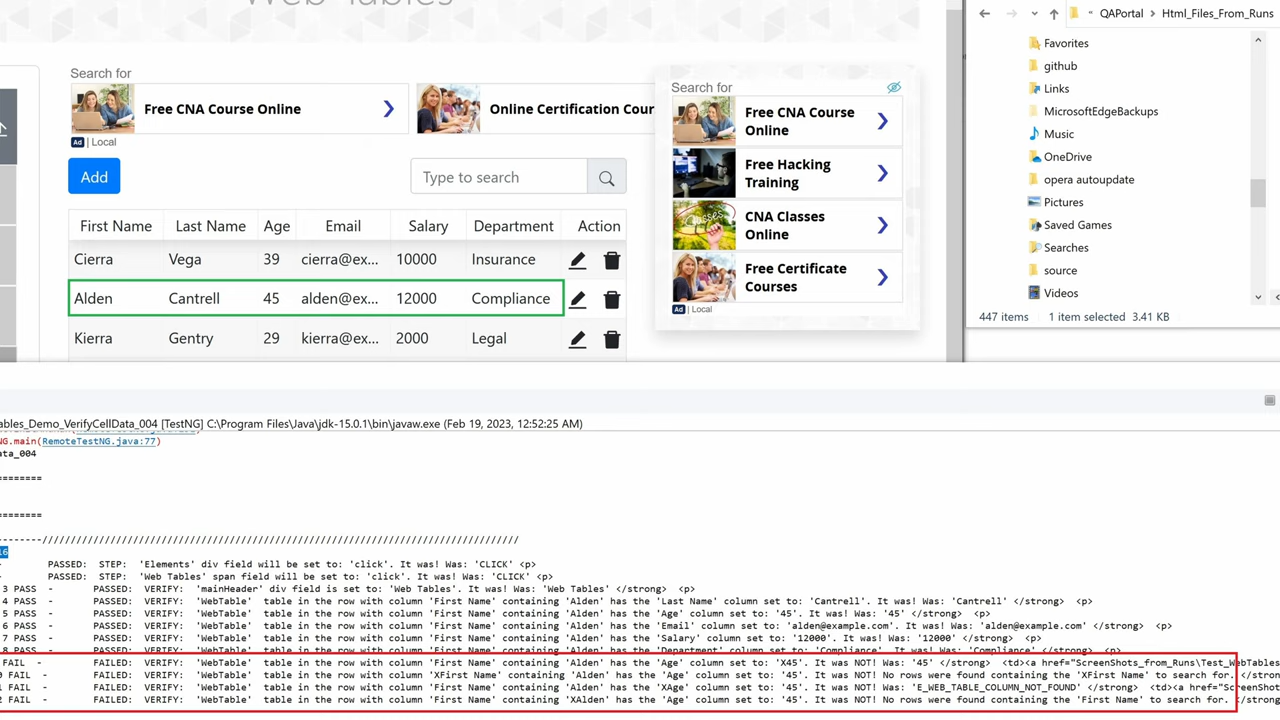 Web Tables
Search for
Free CNA Course Online
Online Certification Cour
Ad | Local
Add
Type to search
First Name Last Name Age Email Salary Department Action
Cierra Vega 39 cierra@ex... 10000 Insurance
Alden Cantrell 45 alden@ex... 12000 Compliance
Kierra Gentry 29 kierra@ex... 2000 Legal
Search for
Free CNA Course
Online
Free Hacking
Training
CNA Classes
Online
Free Certificate
Courses
Ad | Local
« QAPortal > Html_Files_From_Runs
Favorites
github
Links
MicrosoftEdgeBackups
Music
OneDrive
opera autoupdate
Pictures
Saved Games
Searches
source
Videos
447 items 1 item selected 3.41 KB
ables_Demo_VerifyCellData_004 [TestNG] C:\Program Files\Java\jdk-15.0.1\bin\javaw.exe (Feb 19, 2023, 12:52:25 AM)
NG.main(RemoteTestNG.java:77)
ata_004
========
========
--------///////////////////////////////////////////////////////////////////////////////////
16
- PASSED: STEP: 'Elements' div field will be set to: 'click'. It was! Was: 'CLICK' <p>
- PASSED: STEP: 'Web Tables' span field will be set to: 'click'. It was! Was: 'CLICK' <p>
3 PASS - PASSED: VERIFY: 'mainHeader' div field is set to: 'Web Tables'. It was! Was: 'Web Tables' </strong> <p>
4 PASS - PASSED: VERIFY: 'WebTable' table in the row with column 'First Name' containing 'Alden' has the 'Last Name' column set to: 'Cantrell'. It was! Was: 'Cantrell' </strong> <p>
5 PASS - PASSED: VERIFY: 'WebTable' table in the row with column 'First Name' containing 'Alden' has the 'Age' column set to: '45'. It was! Was: '45' </strong> <p>
6 PASS - PASSED: VERIFY: 'WebTable' table in the row with column 'First Name' containing 'Alden' has the 'Email' column set to: 'alden@example.com'. It was! Was: 'alden@example.com' </strong> <p>
7 PASS - PASSED: VERIFY: 'WebTable' table in the row with column 'First Name' containing 'Alden' has the 'Salary' column set to: '12000'. It was! Was: '12000' </strong> <p>
8 PASS - PASSED: VERIFY: 'WebTable' table in the row with column 'First Name' containing 'Alden' has the 'Department' column set to: 'Compliance'. It was! Was: 'Compliance' </strong> <p>
FAIL - FAILED: VERIFY: 'WebTable' table in the row with column 'First Name' containing 'Alden' has the 'Age' column set to: 'X45'. It was NOT! Was: '45' </strong> <td><a href="ScreenShots_from_Runs\Test_WebTables
0 FAIL - FAILED: VERIFY: 'WebTable' table in the row with column 'XFirst Name' containing 'Alden' has the 'Age' column set to: '45'. It was NOT! No rows were found containing the 'XFirst Name' to search for. </stron
1 FAIL - FAILED: VERIFY: 'WebTable' table in the row with column 'First Name' containing 'Alden' has the 'XAge' column set to: '45'. It was NOT! Was: 'E_WEB_TABLE_COLUMN_NOT_FOUND' </strong> <td><a href="ScreenShot
2 FAIL - FAILED: VERIFY: 'WebTable' table in the row with column 'First Name' containing 'XAlden' has the 'Age' column set to: '45'. It was NOT! No rows were found containing the 'First Name' to search for. </strong